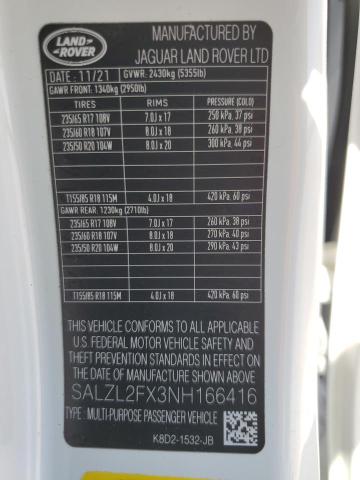 LAND
ROVER
MANUFACTURED BY
JAGUAR LAND ROVER LTD
DATE : 11/21 GVWR: 2430kg (5355lb)
GAWR FRONT: 1340kg (2950lb)
TIRES RIMS PRESSURE (COLD)
235/65 R17 108V 7.0J x 17 250 kPa, 37 psi
235/60 R18 107V 8.0J x 18 260 kPa, 38 psi
235/50 R20 104W 8.0J x 20 300 kPa, 44 psi
T155/85 R18 115M 4.0J x 18 420 kPa, 60 psi
GAWR REAR: 1230kg (2710lb)
235/65 R17 108V 7.0J x 17 260 kPa, 38 psi
235/60 R18 107V 8.0J x 18 270 kPa, 40 psi
235/50 R20 104W 8.0J x 20 290 kPa, 43 psi
T155/85 R18 115M 4.0J x 18 420 kPa, 60 psi
THIS VEHICLE CONFORMS TO ALL APPLICABLE
U.S. FEDERAL MOTOR VEHICLE SAFETY AND
THEFT PREVENTION STANDARDS IN EFFECT ON
THE DATE OF MANUFACTURE SHOWN ABOVE
SALZL2FX3NH166416
TYPE : MULTI-PURPOSE PASSENGER VEHICLE
K8D2-1532-JB